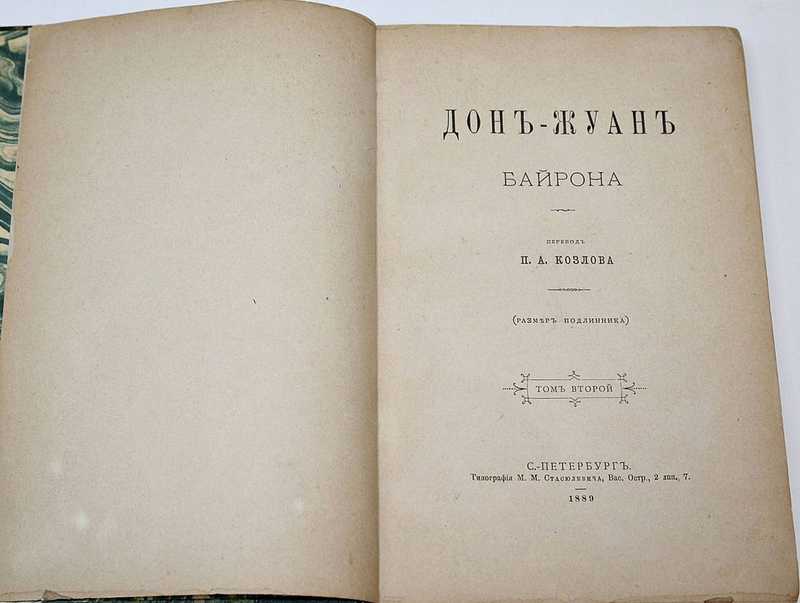 ДОНЪ-ЖУАНЪ
БАЙРОНА
ПЕРЕВОДЪ
П. А. КОЗЛОВА
(РАЗМѢРЪ ПОДЛИННИКА)
ТОМЪ ВТОРОЙ
С.-ПЕТЕРБУРГЪ.
Типографія М. М. Стасюлевича, Вас. Остр., 2 лин., 7.
1889